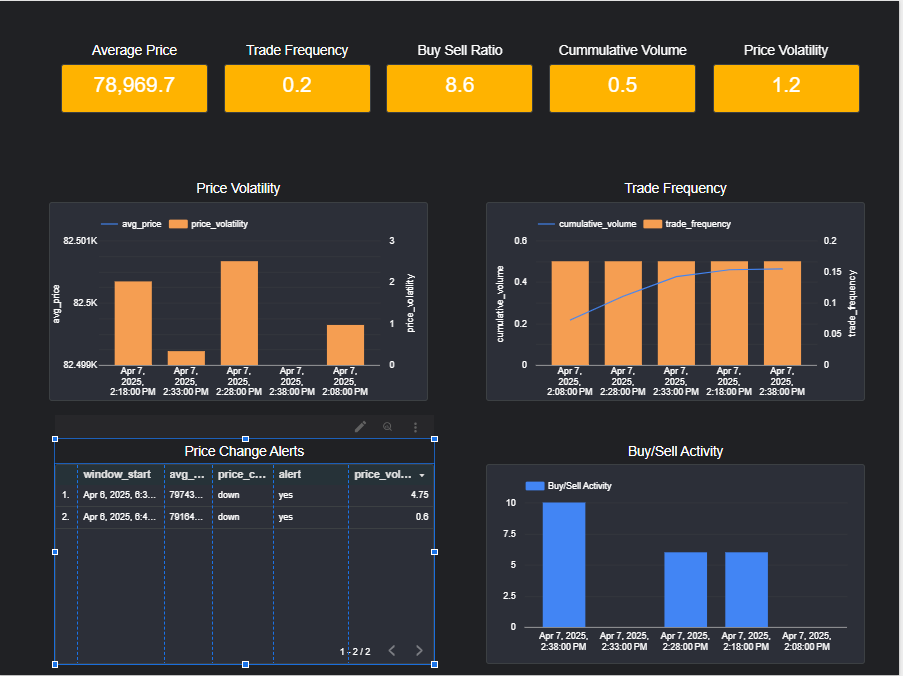 Average Price
Trade Frequency
Buy Sell Ratio
Cummulative Volume
Price Volatility
78,969.7
0.2
8.6
0.5
1.2
Price Volatility
avg_price
price_volatility
82.501K
82.5K
82.499K
avg_price
3
2
1
0
price_volatility
Apr 7,
2025,
2:18:00 PM
Apr 7,
2025,
2:33:00 PM
Apr 7,
2025,
2:28:00 PM
Apr 7,
2025,
2:38:00 PM
Apr 7,
2025,
2:08:00 PM
Trade Frequency
cumulative_volume
trade_frequency
0.6
0.4
0.2
0
cumulative_volume
0.2
0.15
0.1
0.05
0
trade_frequency
Apr 7,
2025,
2:08:00 PM
Apr 7,
2025,
2:28:00 PM
Apr 7,
2025,
2:33:00 PM
Apr 7,
2025,
2:18:00 PM
Apr 7,
2025,
2:38:00 PM
Price Change Alerts
window_start avg_... price_c... alert price_vol...
1. Apr 6, 2025, 6:3... 79743... down yes 4.75
2. Apr 6, 2025, 6:4... 79164... down yes 0.6
1 - 2 / 2
Buy/Sell Activity
Buy/Sell Activity
10
7.5
5
2.5
0
Apr 7, 2025,
2:38:00 PM
Apr 7, 2025,
2:33:00 PM
Apr 7, 2025,
2:28:00 PM
Apr 7, 2025,
2:18:00 PM
Apr 7, 2025,
2:08:00 PM